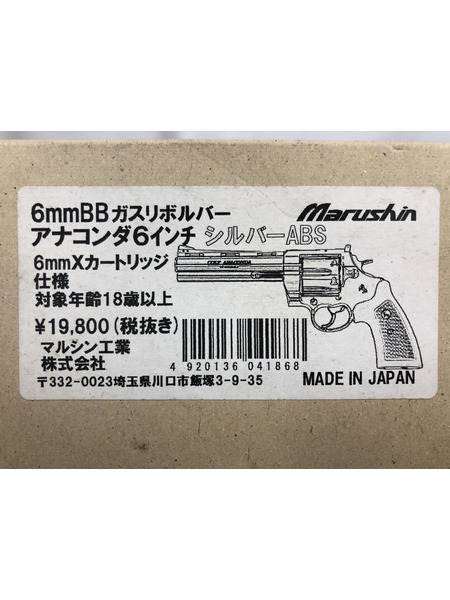 6mmBBガスリボルバー
Marushin
アナコンダ6インチ シルバーABS
6mmXカートリッジ
仕様
対象年齢18歳以上
¥19,800(税抜き)
マルシン工業
株式会社
〒332-0023埼玉県川口市飯塚3-9-35
COLT ANACONDA
4 920136 041868
MADE IN JAPAN